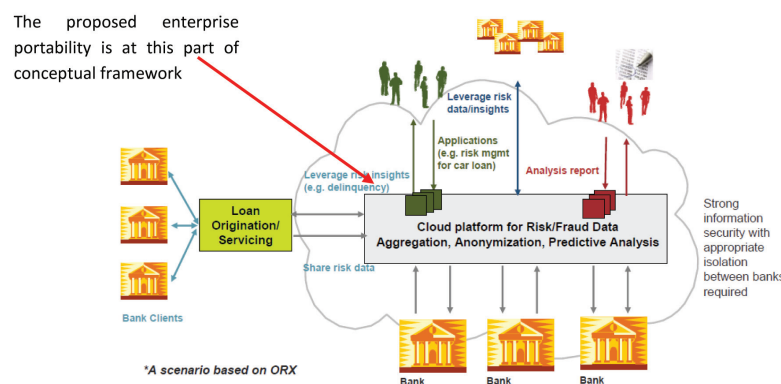 The proposed enterprise
portability is at this part of
conceptual framework
Leverage risk
data/insights
Applications
(e.g. risk mgmt
for car loan)
Leverage risk insights
(e.g. delinquency)
Analysis report
Loan
Origination/
Servicing
Cloud platform for Risk/Fraud Data
Aggregation, Anonymization, Predictive Analysis
Strong
information
security with
appropriate
isolation
between banks
required
Share risk data
Bank Clients
*A scenario based on ORX
Bank
Bank
Bank